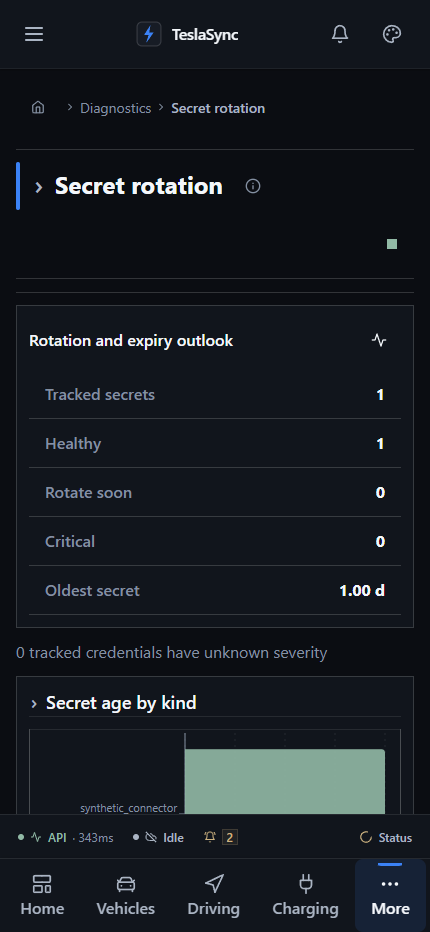 TeslaSync
Diagnostics Secret rotation
Secret rotation
Rotation and expiry outlook
Tracked secrets 1
Healthy 1
Rotate soon 0
Critical 0
Oldest secret 1.00 d
0 tracked credentials have unknown severity
Secret age by kind
synthetic_connector
API · 343ms Idle 2 Status
Home Vehicles Driving Charging More